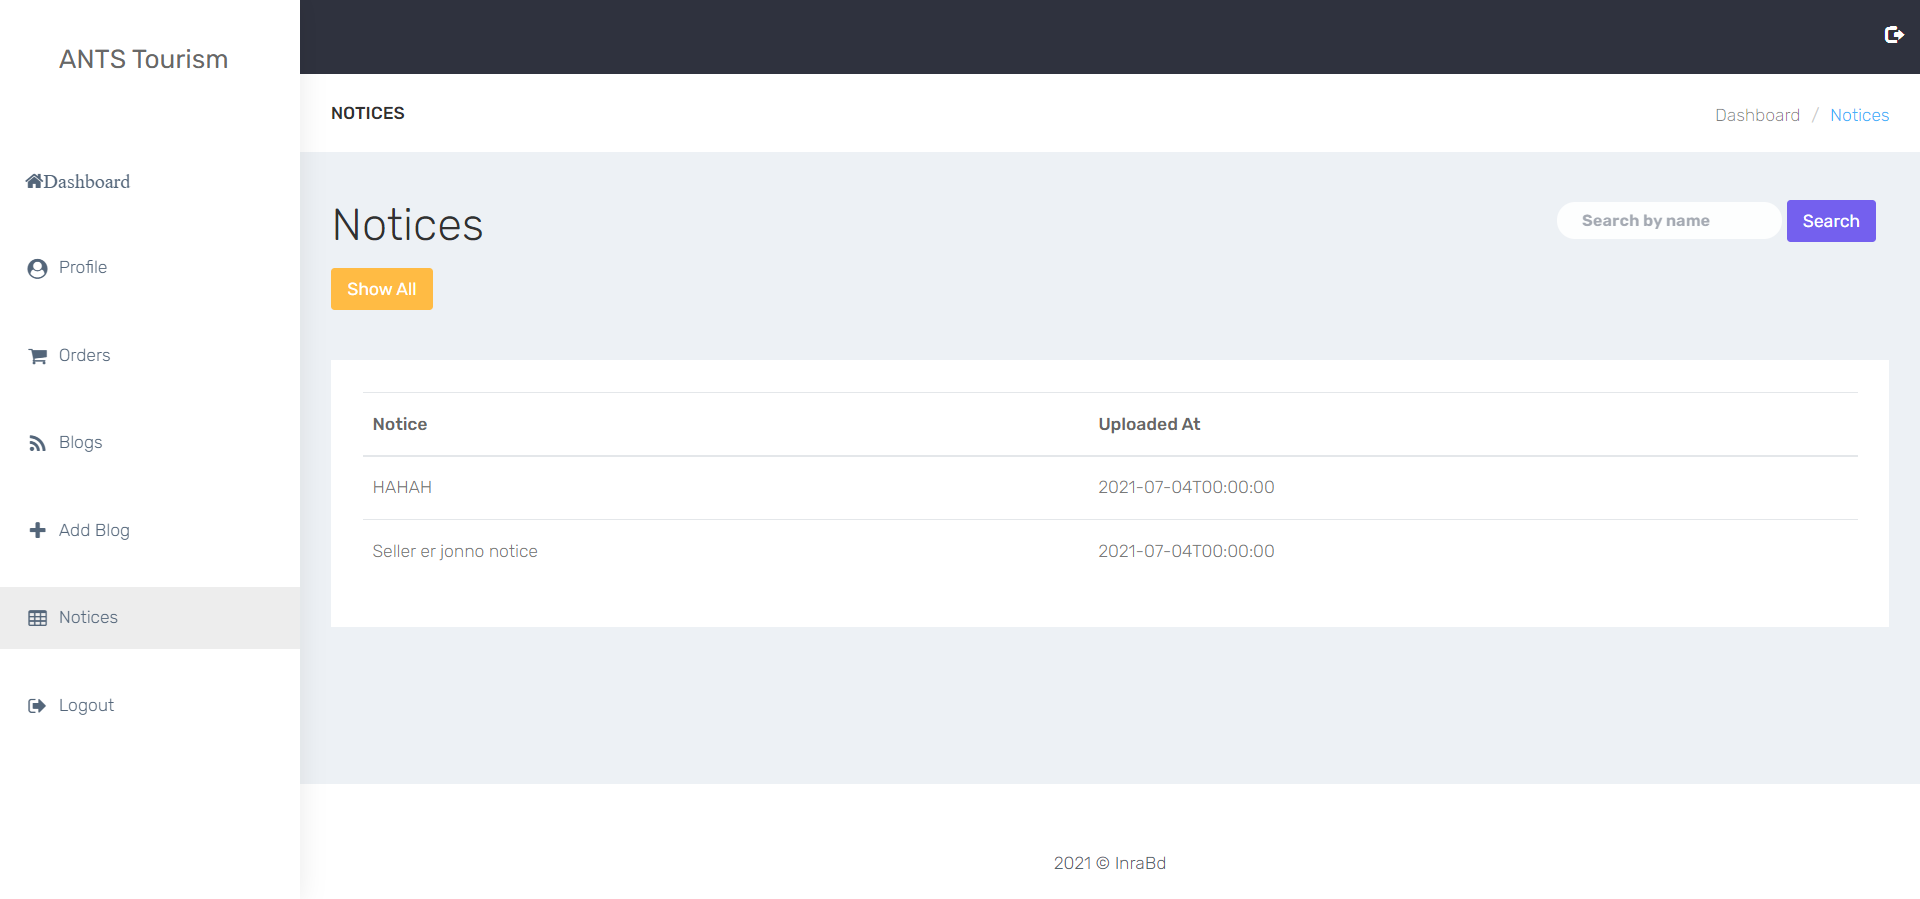 ANTS Tourism
Dashboard
Profile
Orders
Blogs
Add Blog
Notices
Logout
NOTICES
Dashboard / Notices
Notices
Search by name
Search
Show All
Notice Uploaded At
HAHAH 2021-07-04T00:00:00
Seller er jonno notice 2021-07-04T00:00:00
2021 © InraBd